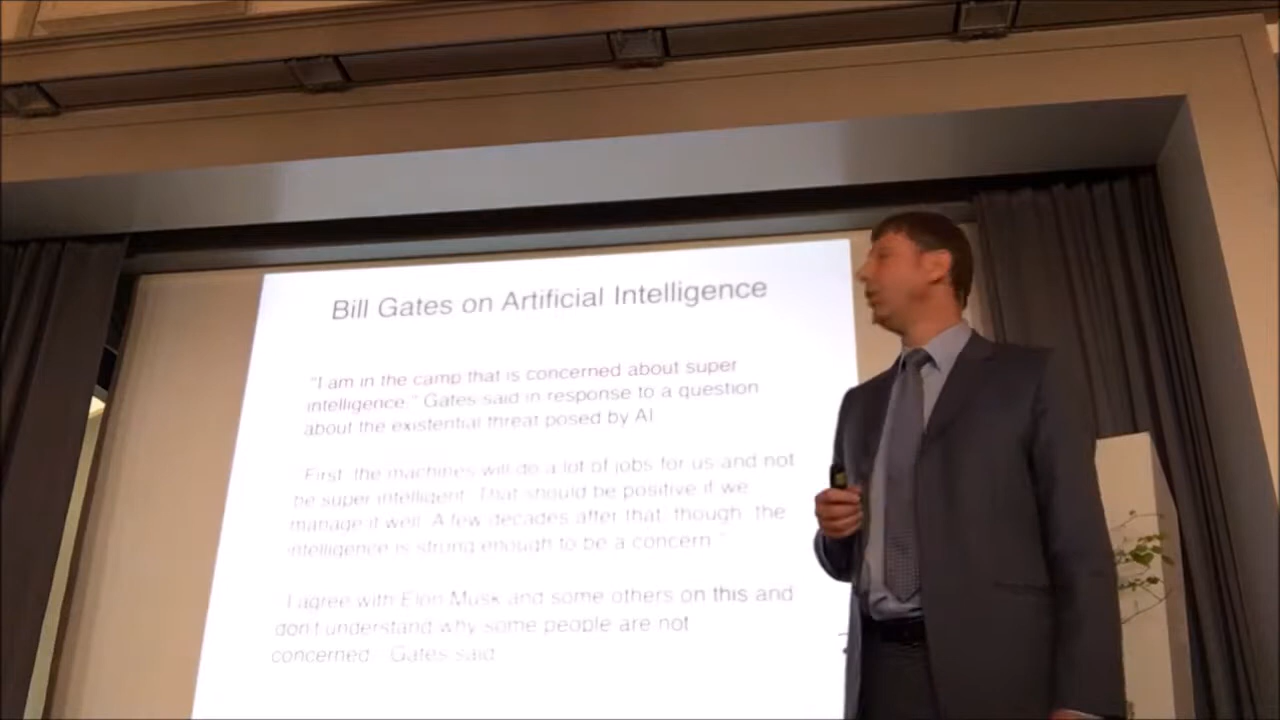 Bill Gates on Artificial Intelligence
"I am in the camp that is concerned about super
intelligence," Gates said in response to a question
about the existential threat posed by AI
"First, the machines will do a lot of jobs for us and not
be super intelligent. That should be positive if we
manage it well. A few decades after that, though, the
intelligence is strong enough to be a concern."
"I agree with Elon Musk and some others on this and
don't understand why some people are not
concerned," Gates said.